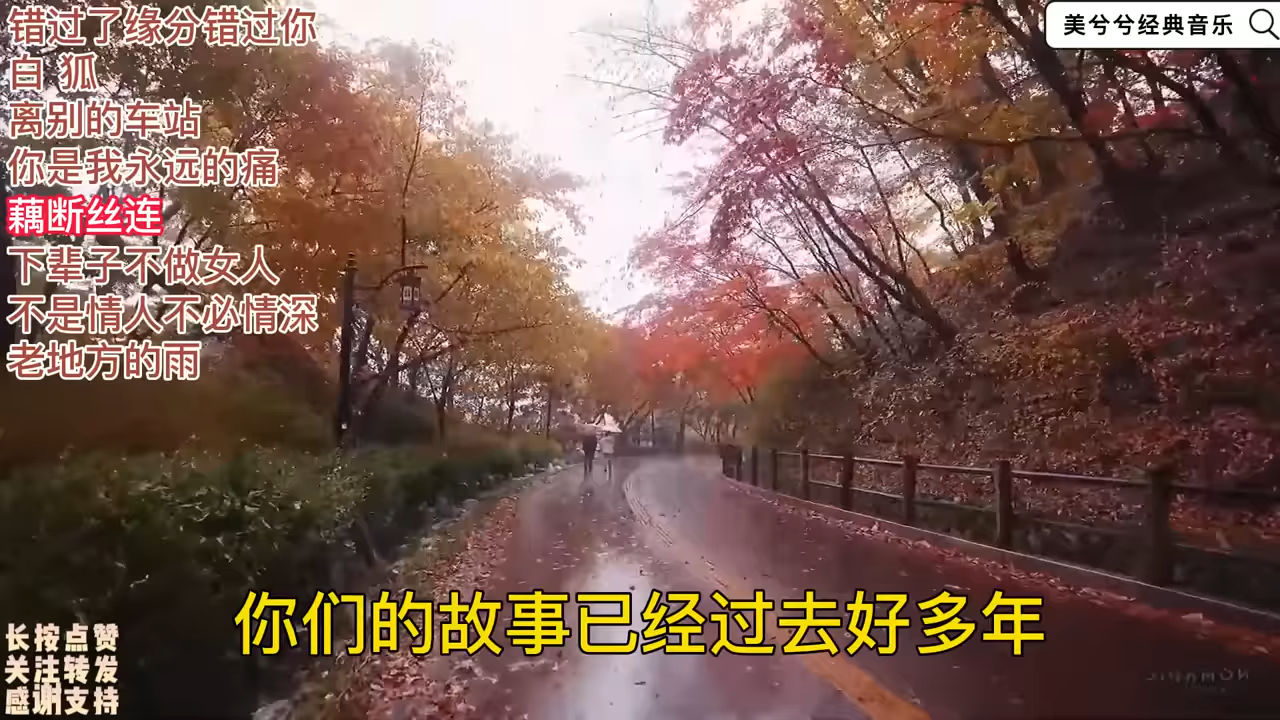 错过了缘分错过你
白 狐
离别的车站
你是我永远的痛
藕断丝连
下辈子不做女人
不是情人不必情深
老地方的雨
美兮兮经典音乐
你们的故事已经过去好多年
长按点赞
关注转发
感谢支持